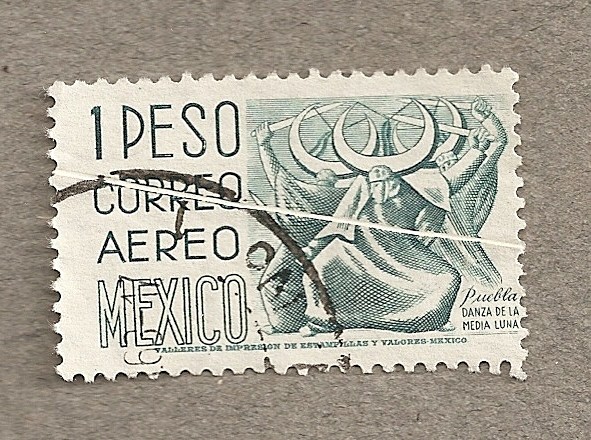 1 PESO
CORREO
AEREO
MEXICO
Puebla
DANZA DE LA
MEDIA LUNA
TALLERES DE IMPRESION DE ESTAMPILLAS Y VALORES-MEXICO